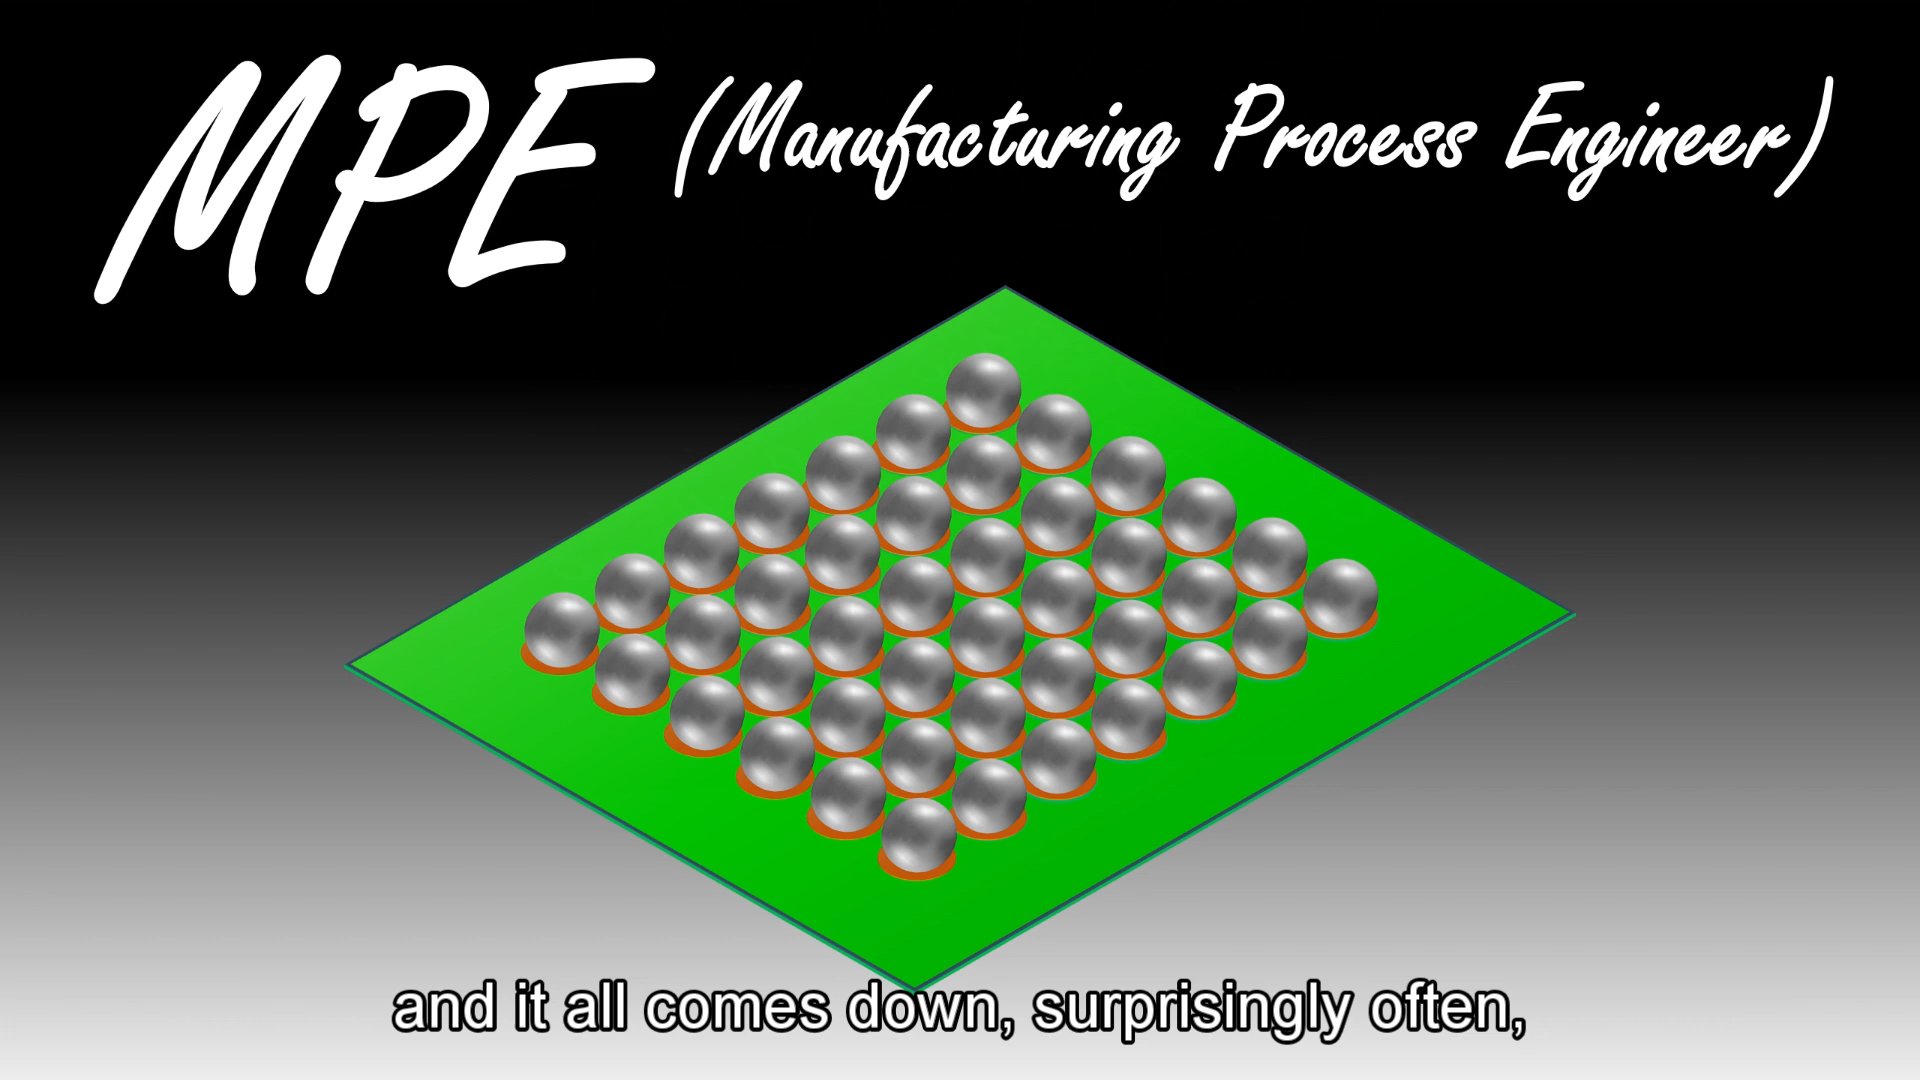 MPE (Manufacturing Process Engineer)
and it all comes down, surprisingly often,